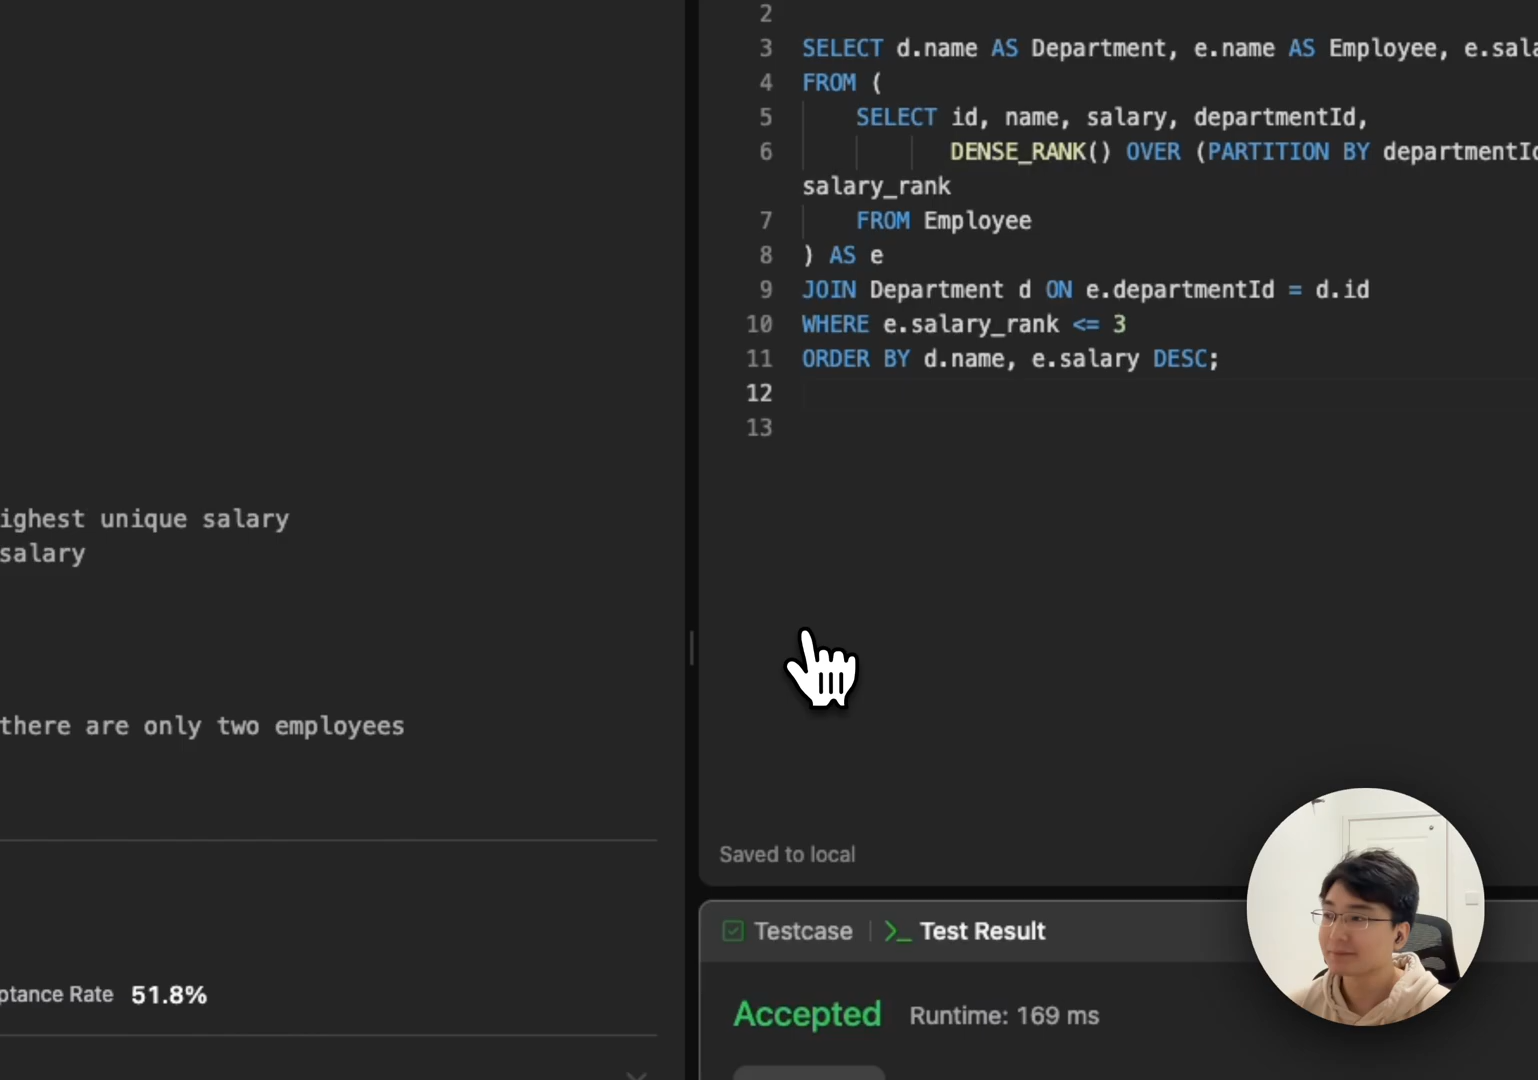 ighest unique salary
salary
there are only two employees
ptance Rate 51.8%
2
3 SELECT d.name AS Department, e.name AS Employee, e.sala
4 FROM (
5 SELECT id, name, salary, departmentId,
6 DENSE_RANK() OVER (PARTITION BY departmentId
salary_rank
7 FROM Employee
8 ) AS e
9 JOIN Department d ON e.departmentId = d.id
10 WHERE e.salary_rank <= 3
11 ORDER BY d.name, e.salary DESC;
12
13
Saved to local
Testcase >_ Test Result
Accepted Runtime: 169 ms